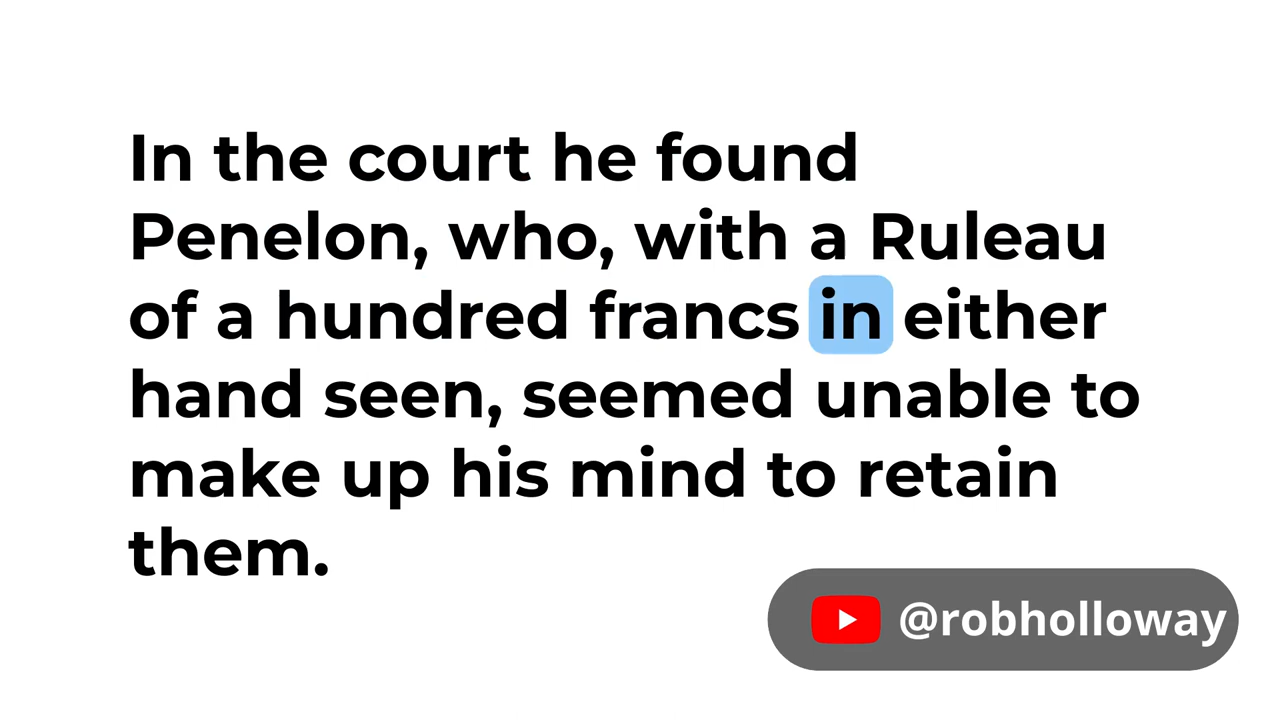 In the court he found
Penelon, who, with a Ruleau
of a hundred francs in either
hand seen, seemed unable to
make up his mind to retain
them.
@robholloway